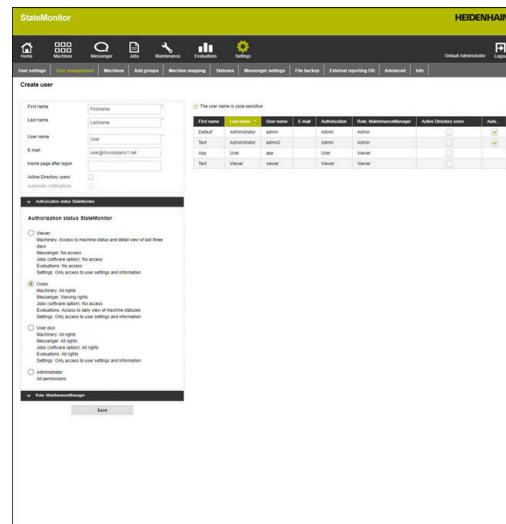 StateMonitor
HEIDENHAIN
Home
Machines
Messenger
Jobs
Maintenance
Evaluations
Settings
Default Administrator
Logout
User settings
User management
Machines
Add groups
Machine mapping
Statuses
Messenger settings
File backup
External reporting DB
Advanced
Info
Create user
First name
Firstname
Last name
Lastname
User name
User
E-mail
user@mycompany1.net
Home page after logon
Active Directory users
Automatic notifications
Authorization status StateMonitor
Authorization status StateMonitor
Viewer
Machinery: Access to machine status and detail view of last three
days
Messenger: No access
Jobs (software option): No access
Evaluations: No access
Settings: Only access to user settings and information
Users
Machinery: All rights
Messenger: Viewing rights
Jobs (software option): No access
Evaluations: Access to daily view of machine statuses
Settings: Only access to user settings and information
User plus
Machinery: All rights
Messenger: All rights
Jobs (software option): All rights
Evaluations: All rights
Settings: Only access to user settings and information
Administrator
All permissions
Role: MaintenanceManager
Save
The user name is case-sensitive
First name Last name User name E-mail Authorization Role: MaintenanceManager Active Directory users Auto...
Default Administrator admin Admin Admin
Text Administrator admin2 Admin Admin
App User app User Viewer
Text Viewer viewer Viewer Viewer